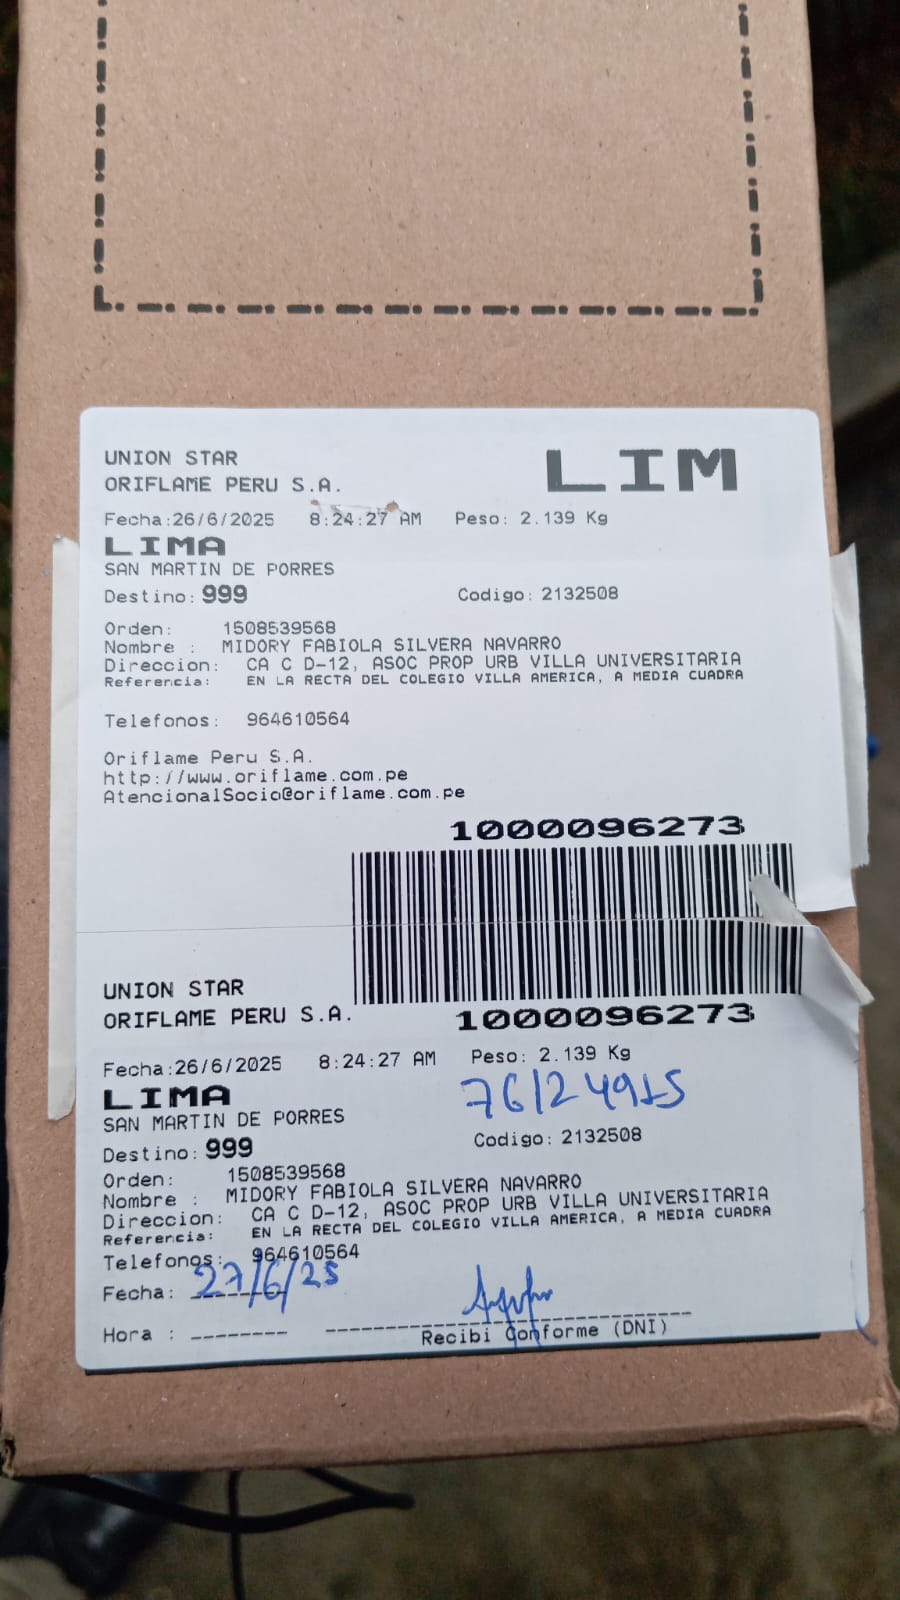 UNION STAR
ORIFLAME PERU S.A.
LIM
Fecha:26/6/2025 8:24:27 AM Peso: 2.139 Kg
LIMA
SAN MARTIN DE PORRES
Destino: 999 Codigo: 2132508
Orden: 1508539568
Nombre : MIDORY FABIOLA SILVERA NAVARRO
Direccion: CA C D-12, ASOC PROP URB VILLA UNIVERSITARIA
Referencia: EN LA RECTA DEL COLEGIO VILLA AMERICA, A MEDIA CUADRA
Telefonos: 964610564
Oriflame Peru S.A.
http://www.oriflame.com.pe
AtencionalSocio@oriflame.com.pe
1000096273
UNION STAR
ORIFLAME PERU S.A.
1000096273
Fecha:26/6/2025 8:24:27 AM Peso: 2.139 Kg
LIMA
SAN MARTIN DE PORRES
Destino: 999 Codigo: 2132508
Orden: 1508539568
Nombre : MIDORY FABIOLA SILVERA NAVARRO
Direccion: CA C D-12, ASOC PROP URB VILLA UNIVERSITARIA
Referencia: EN LA RECTA DEL COLEGIO VILLA AMERICA, A MEDIA CUADRA
Telefonos: 964610564
Fecha: 27/6/25
Hora :
Recibi Conforme (DNI)